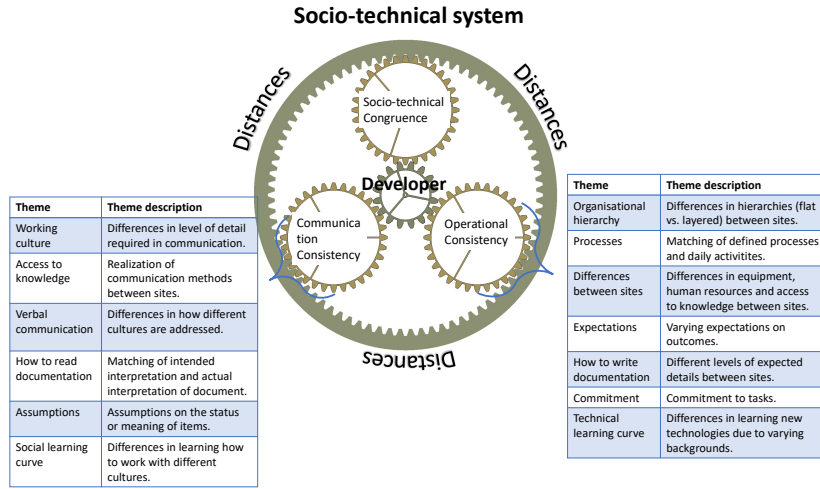 Socio-technical system
Distances
Distances
Socio-technical
Congruence
Developer
Communica
tion
Consistency
Operational
Consistency
Distances
Theme Theme description
Working Differences in level of detail
culture required in communication.
Access to Realization of
knowledge communication methods
between sites.
Verbal Differences in how different
communication cultures are addressed.
How to read Matching of intended
documentation interpretation and actual
interpretation of document.
Assumptions Assumptions on the status
or meaning of items.
Social learning Differences in learning how
curve to work with different
cultures.
Theme Theme description
Organisational Differences in hierarchies (flat
hierarchy vs. layered) between sites.
Processes Matching of defined processes
and daily activitites.
Differences Differences in equipment,
between sites human resources and access
to knowledge between sites.
Expectations Varying expectations on
outcomes.
How to write Different levels of expected
documentation details between sites.
Commitment Commitment to tasks.
Technical Differences in learning new
learning curve technologies due to varying
backgrounds.